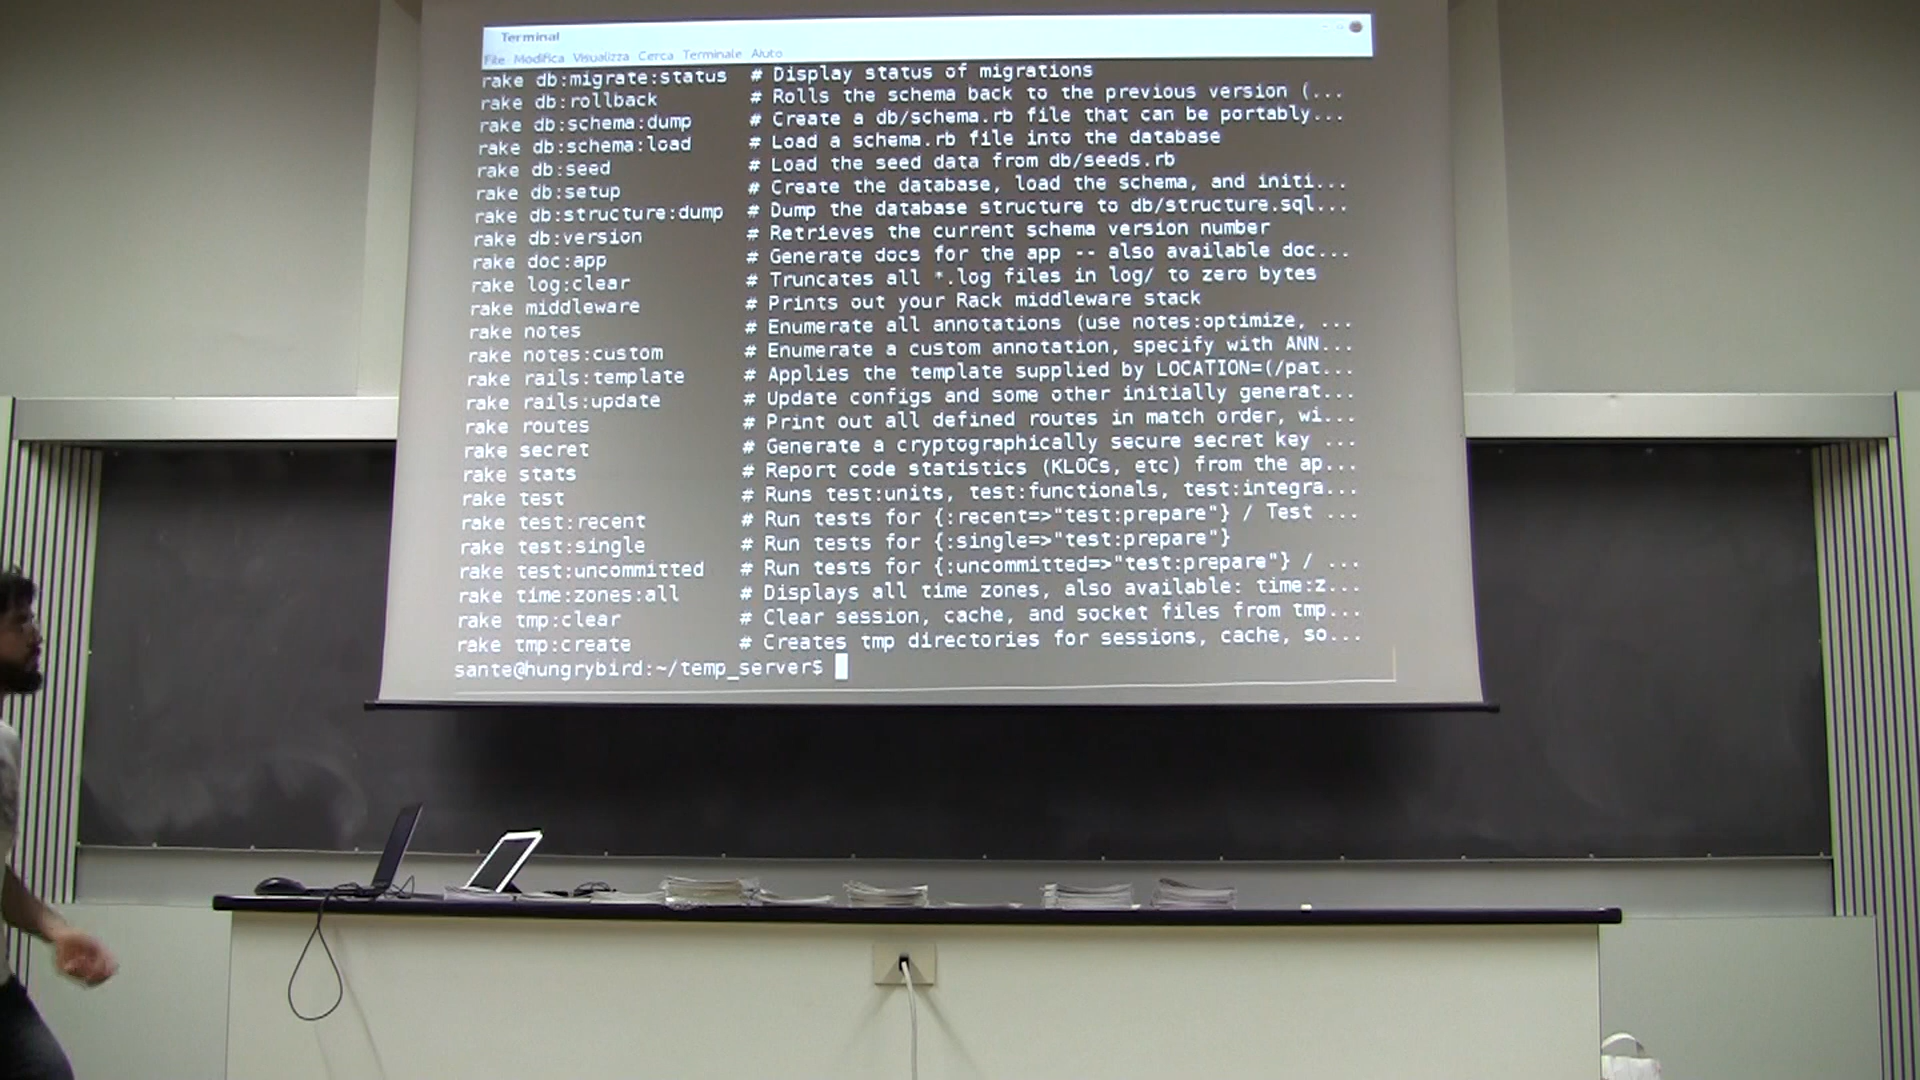 Terminal
File Modifica Visualizza Cerca Terminale Aiuto
rake db:migrate:status # Display status of migrations
rake db:rollback # Rolls the schema back to the previous version (...
rake db:schema:dump # Create a db/schema.rb file that can be portably...
rake db:schema:load # Load a schema.rb file into the database
rake db:seed # Load the seed data from db/seeds.rb
rake db:setup # Create the database, load the schema, and initi...
rake db:structure:dump # Dump the database structure to db/structure.sql...
rake db:version # Retrieves the current schema version number
rake doc:app # Generate docs for the app -- also available doc...
rake log:clear # Truncates all *.log files in log/ to zero bytes
rake middleware # Prints out your Rack middleware stack
rake notes # Enumerate all annotations (use notes:optimize, ...
rake notes:custom # Enumerate a custom annotation, specify with ANN...
rake rails:template # Applies the template supplied by LOCATION=(/pat...
rake rails:update # Update configs and some other initially generat...
rake routes # Print out all defined routes in match order, wi...
rake secret # Generate a cryptographically secure secret key ...
rake stats # Report code statistics (KLOCs, etc) from the ap...
rake test # Runs test:units, test:functionals, test:integra...
rake test:recent # Run tests for {:recent=>"test:prepare"} / Test ...
rake test:single # Run tests for {:single=>"test:prepare"}
rake test:uncommitted # Run tests for {:uncommitted=>"test:prepare"} / ...
rake time:zones:all # Displays all time zones, also available: time:z...
rake tmp:clear # Clear session, cache, and socket files from tmp...
rake tmp:create # Creates tmp directories for sessions, cache, so...
sante@hungrybird:~/temp_server$